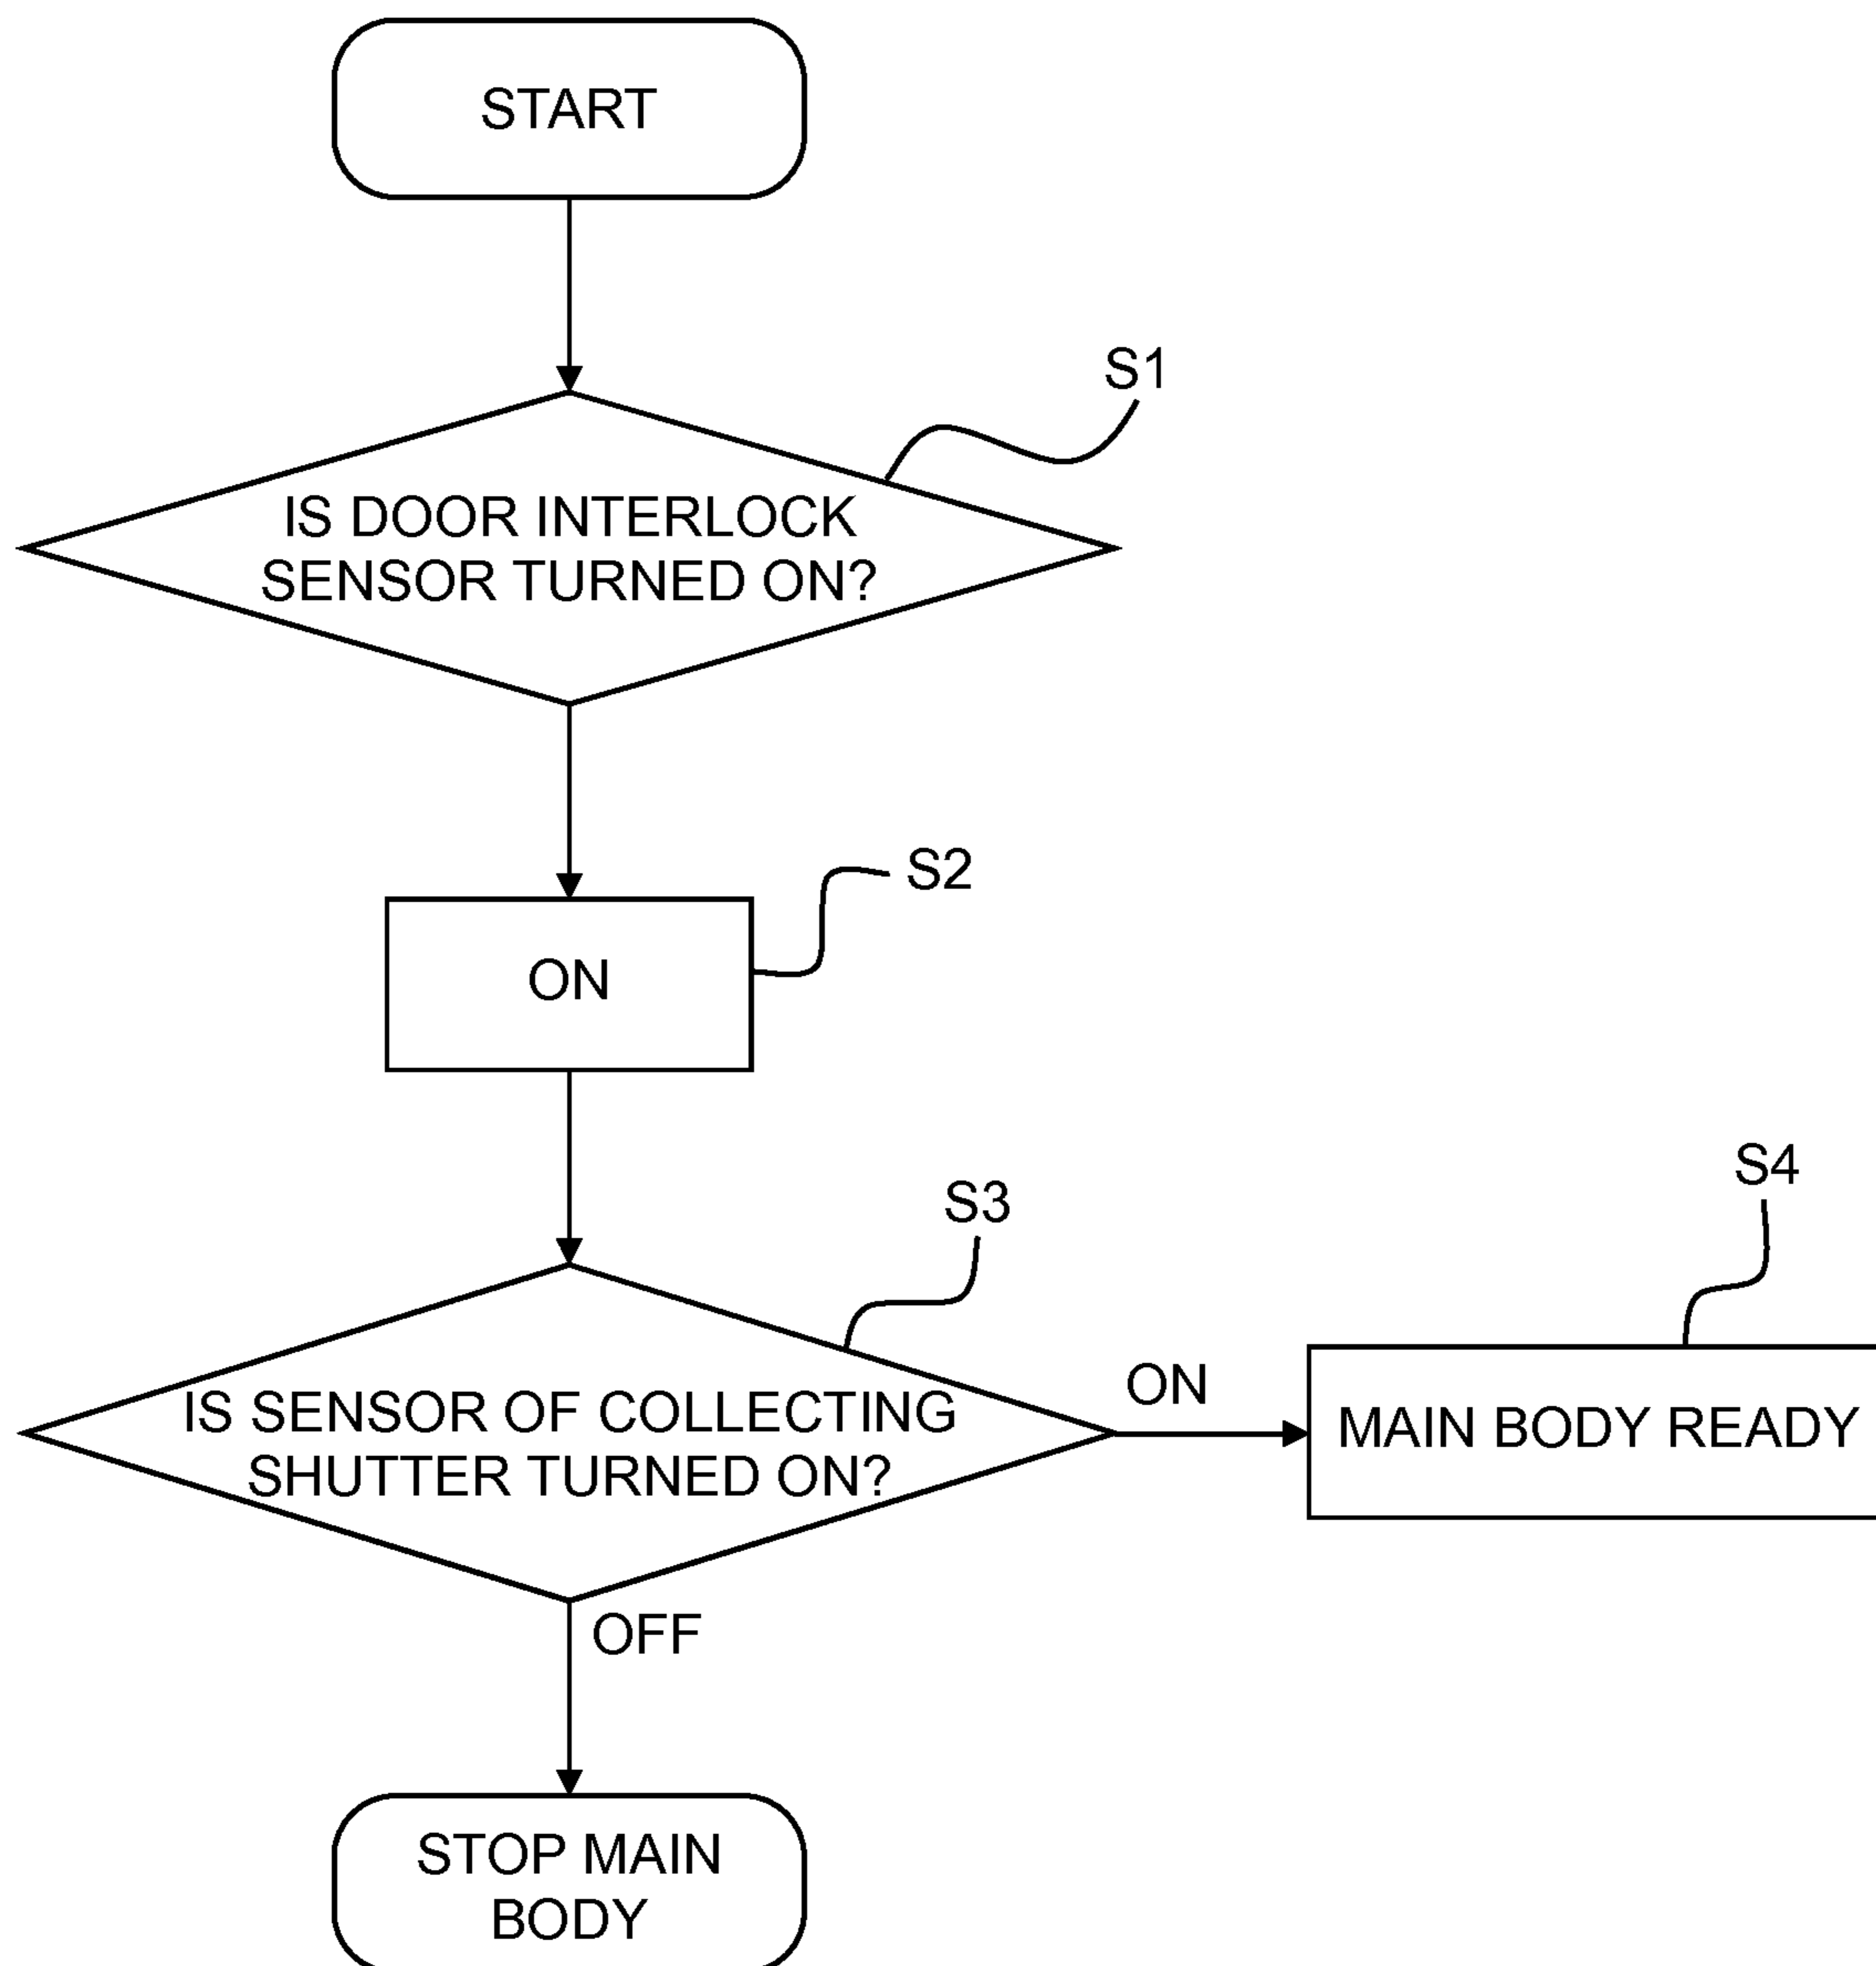 START
S1
IS DOOR INTERLOCK
SENSOR TURNED ON?
S2
ON
S3
S4
IS SENSOR OF COLLECTING
SHUTTER TURNED ON?
ON
MAIN BODY READY
OFF
STOP MAIN
BODY